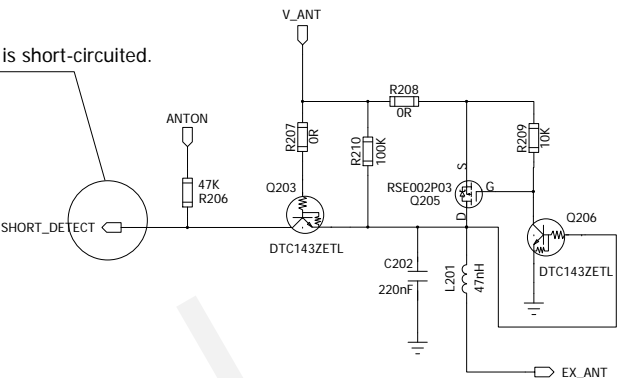 V_ANT
is short-circuited.
R208
0R
ANTON
R207
0R
R210
100K
R209
10K
47K
R206
Q203
RSE002P03
Q205
S
G
D
Q206
SHORT_DETECT
DTC143ZETL
DTC143ZETL
C202
220nF
L201
47nH
EX_ANT